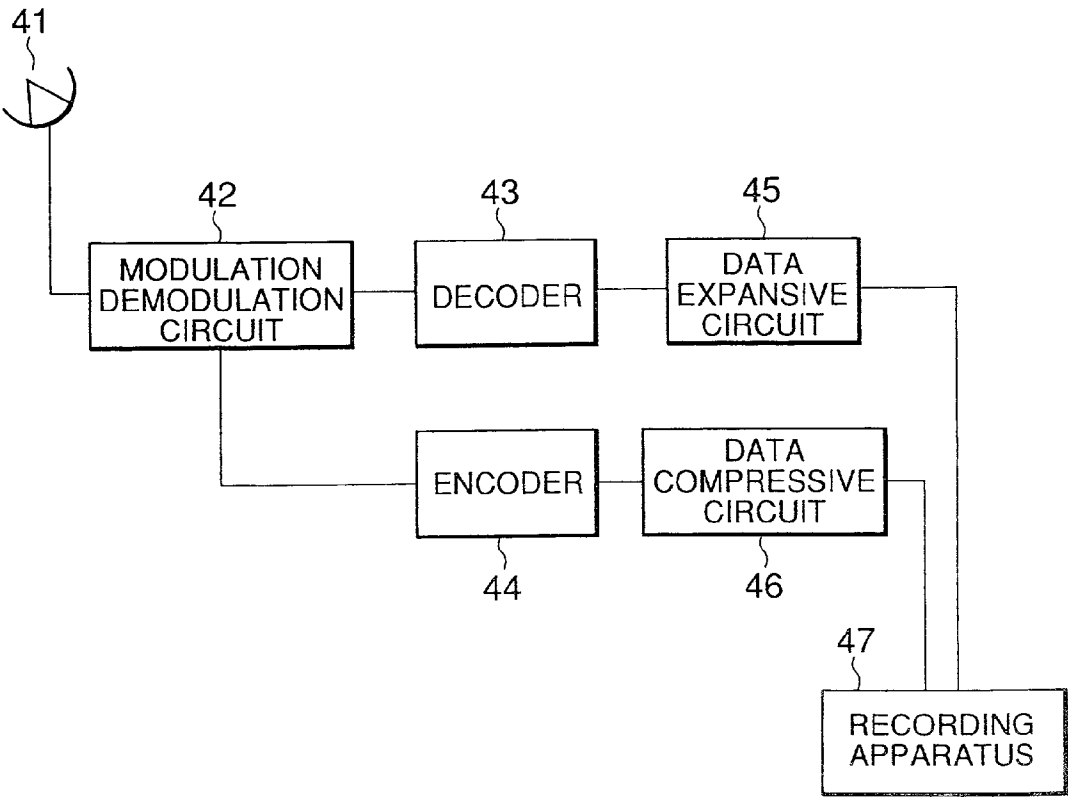 41
42
MODULATION
DEMODULATION
CIRCUIT
43
DECODER
45
DATA
EXPANSIVE
CIRCUIT
ENCODER
44
DATA
COMPRESSIVE
CIRCUIT
46
47
RECORDING
APPARATUS